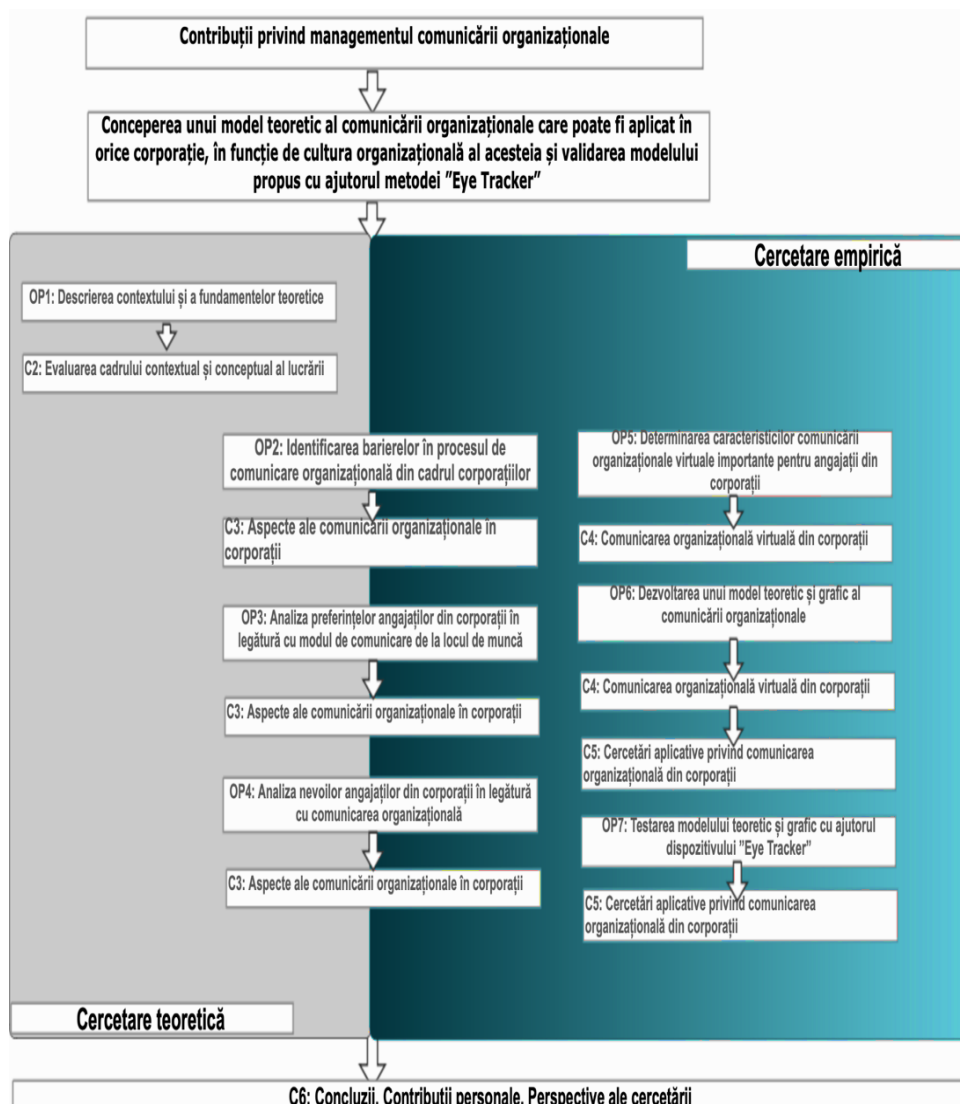 Contribuții privind managementul comunicării organizaționale
Conceperea unui model teoretic al comunicării organizaționale care poate fi aplicat în
orice corporație, în funcție de cultura organizațională al acesteia și validarea modelului
propus cu ajutorul metodei ”Eye Tracker”
Cercetare empirică
OP1: Descrierea contextului și a fundamentelor teoretice
C2: Evaluarea cadrului contextual și conceptual al lucrării
OP2: Identificarea barierelor în procesul de
comunicare organizațională din cadrul corporațiilor
C3: Aspecte ale comunicării organizaționale în
corporații
OP3: Analiza preferințelor angajaților din corporații în
legătură cu modul de comunicare de la locul de muncă
C3: Aspecte ale comunicării organizaționale în corporații
OP4: Analiza nevoilor angajaților din corporații în legătură
cu comunicarea organizațională
C3: Aspecte ale comunicării organizaționale în corporații
OP5: Determinarea caracteristicilor comunicării
organizaționale virtuale importante pentru angajații din
corporații
C4: Comunicarea organizațională virtuală din corporații
OP6: Dezvoltarea unui model teoretic și grafic al
comunicării organizaționale
C4: Comunicarea organizațională virtuală din corporații
C5: Cercetări aplicative privind comunicarea
organizațională din corporații
OP7: Testarea modelului teoretic și grafic cu ajutorul
dispozitivului ”Eye Tracker”
C5: Cercetări aplicative privind comunicarea
organizațională din corporații
Cercetare teoretică
C6: Concluzii. Contribuții personale. Perspective ale cercetării